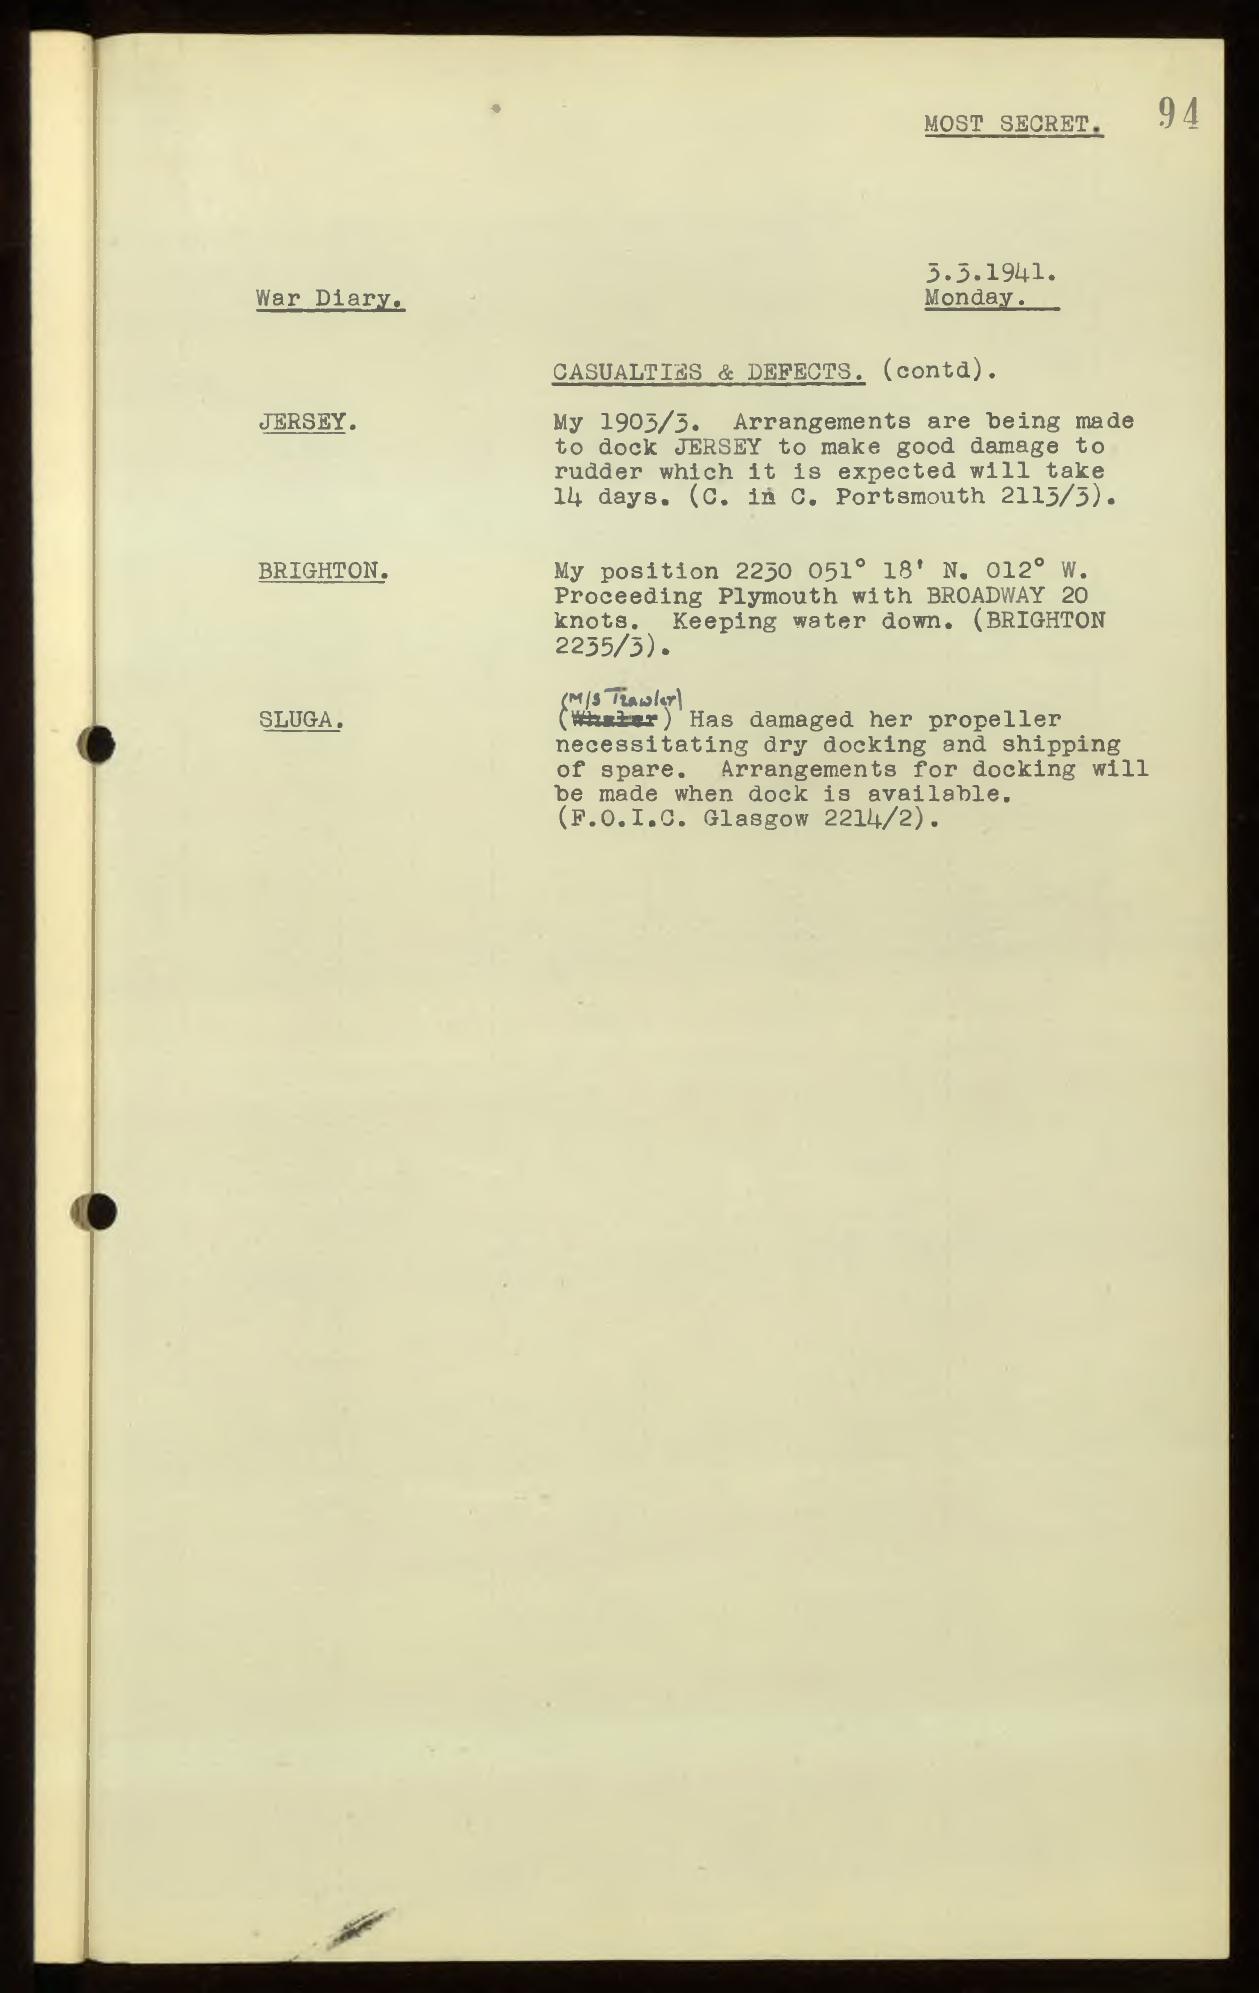 MOST SECRET. 94
3.3.1941.
War Diary. Monday.
CASUALTIES & DEFECTS. (contd).
JERSEY. My 1903/3. Arrangements are being made
to dock JERSEY to make good damage to
rudder which it is expected will take
14 days. (C. in C. Portsmouth 2113/3).
BRIGHTON. My position 2230 051° 18' N. 012° W.
Proceeding Plymouth with BROADWAY 20
knots. Keeping water down. (BRIGHTON
2235/3).
(M/S Trawler)
SLUGA. (Whaler) Has damaged her propeller
necessitating dry docking and shipping
of spare. Arrangements for docking will
be made when dock is available.
(F.O.I.C. Glasgow 2214/2).